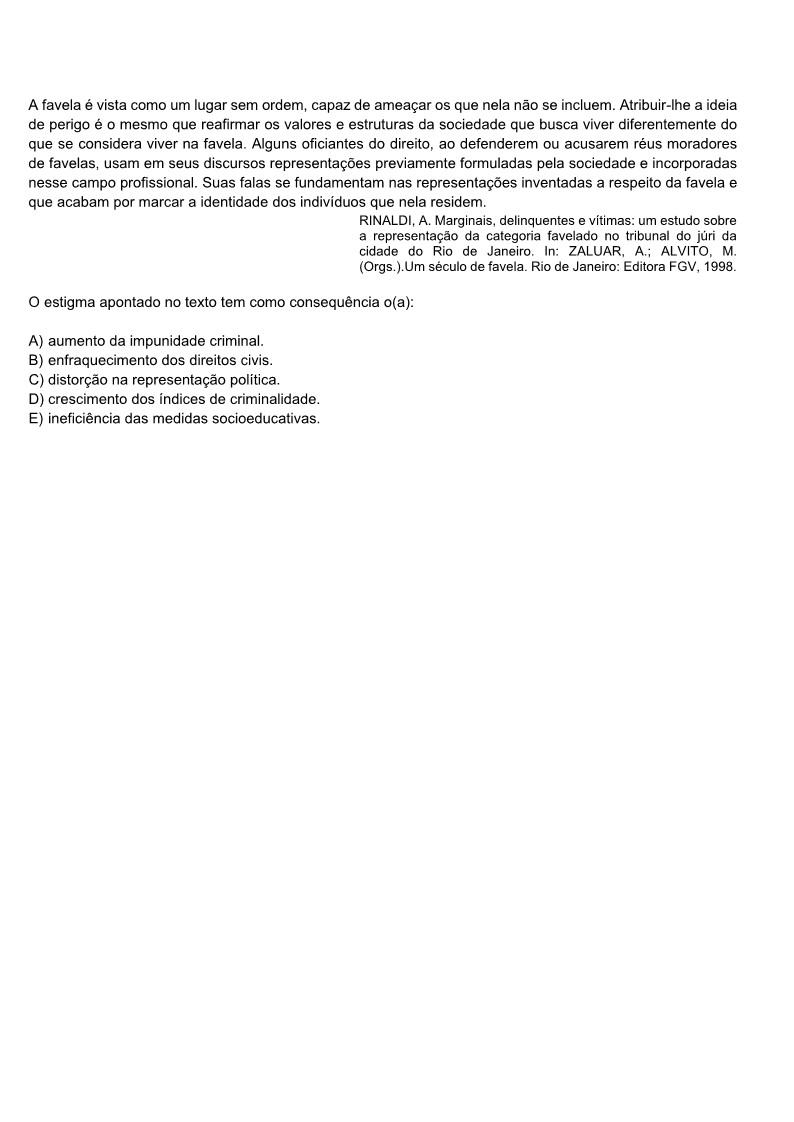 A favela é vista como um lugar sem ordem, capaz de ameaçar os que nela não se incluem. Atribuir-lhe a ideia
de perigo é o mesmo que reafirmar os valores e estruturas da sociedade que busca viver diferentemente do
que se considera viver na favela. Alguns oficiantes do direito, ao defenderem ou acusarem réus moradores
de favelas, usam em seus discursos representações previamente formuladas pela sociedade e incorporadas
nesse campo profissional. Suas falas se fundamentam nas representações inventadas a respeito da favela e
que acabam por marcar a identidade dos indivíduos que nela residem.
RINALDI, A. Marginais, delinquentes e vítimas: um estudo sobre
a representação da categoria favelado no tribunal do júri da
cidade do Rio de Janeiro. In: ZALUAR, A.; ALVITO, M.
(Orgs.).Um século de favela. Rio de Janeiro: Editora FGV, 1998.
O estigma apontado no texto tem como consequência o(a):
A) aumento da impunidade criminal.
B) enfraquecimento dos direitos civis.
C) distorção na representação política.
D) crescimento dos índices de criminalidade.
E) ineficiência das medidas socioeducativas.